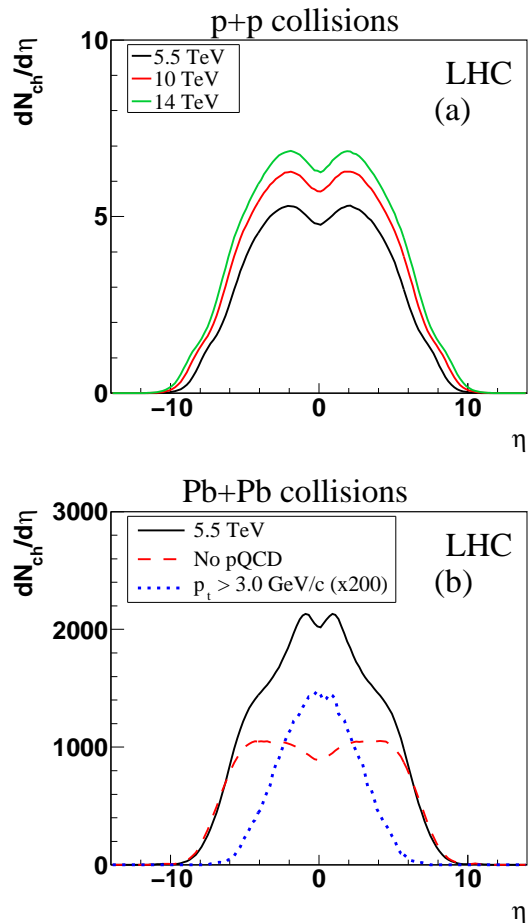 p+p collisions
dN_ch/dη
10
5
0
5.5 TeV
10 TeV
14 TeV
LHC
(a)
−10 0 10
η
Pb+Pb collisions
dN_ch/dη
3000
2000
1000
0
5.5 TeV
No pQCD
p_t > 3.0 GeV/c (x200)
LHC
(b)
−10 0 10
η